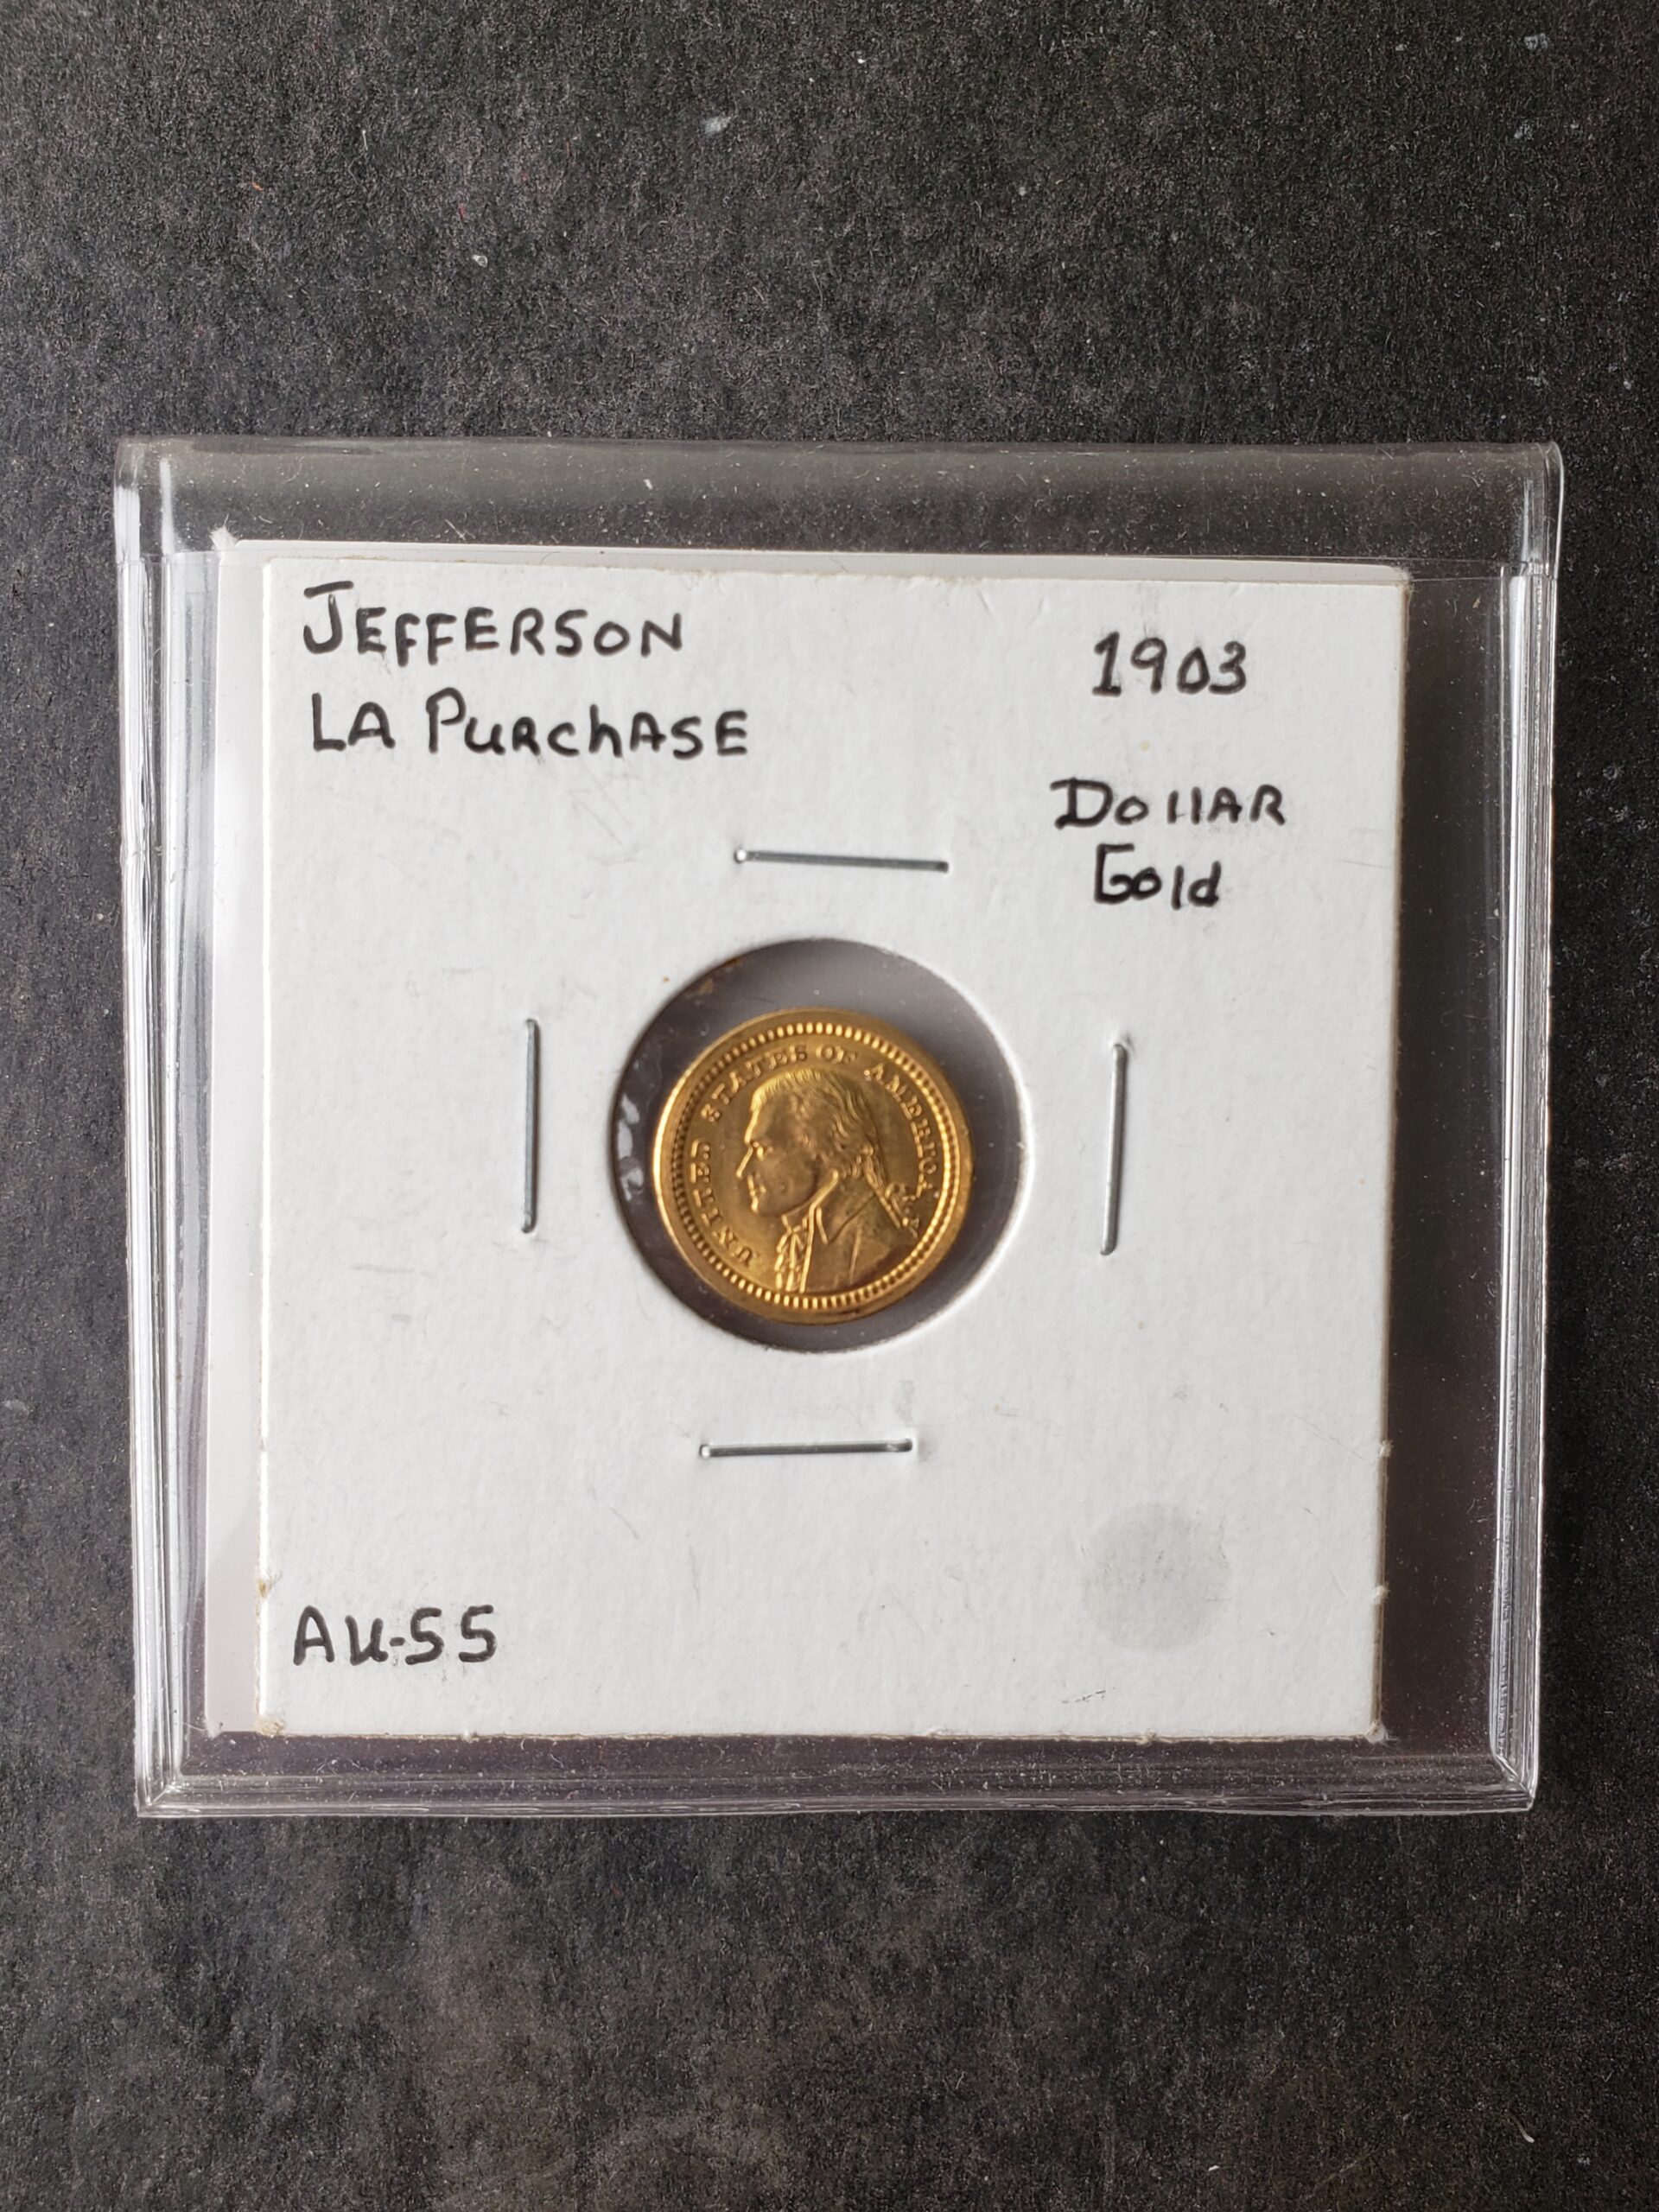 JEFFERSON
LA PURCHASE
1903
DOllAR
Gold
UNITED STATES OF AMERICA
AU-55